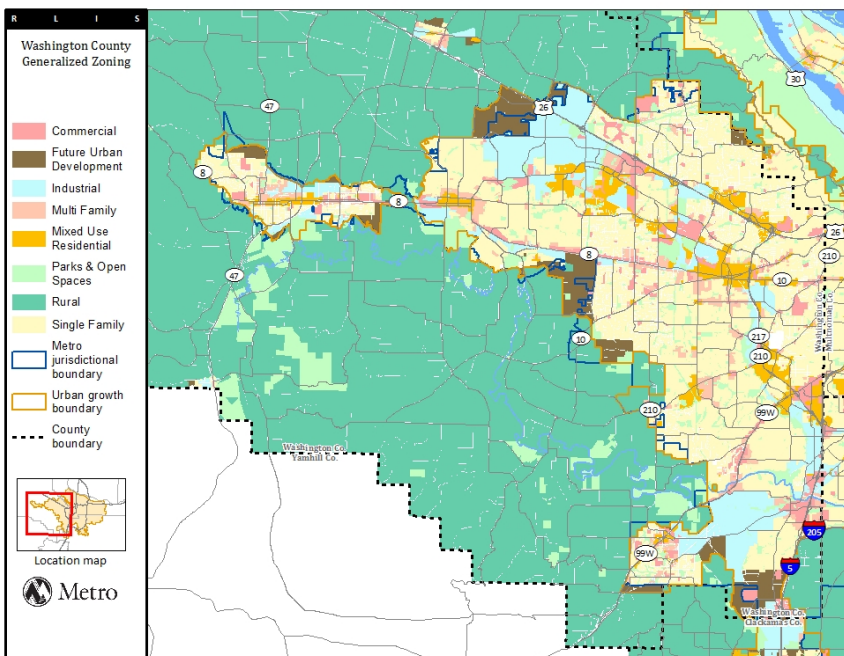 R L I S
Washington County
Generalized Zoning
Commercial
Future Urban
Development
Industrial
Multi Family
Mixed Use
Residential
Parks & Open
Spaces
Rural
Single Family
Metro
jurisdictional
boundary
Urban growth
boundary
County
boundary
Location map
Metro
47
26
30
8
8
8
47
26
210
10
10
Washington Co.
Multnomah Co.
217
210
210
99W
Washington Co.
Yamhill Co.
99W
205
5
Washington Co.
Clackamas Co.